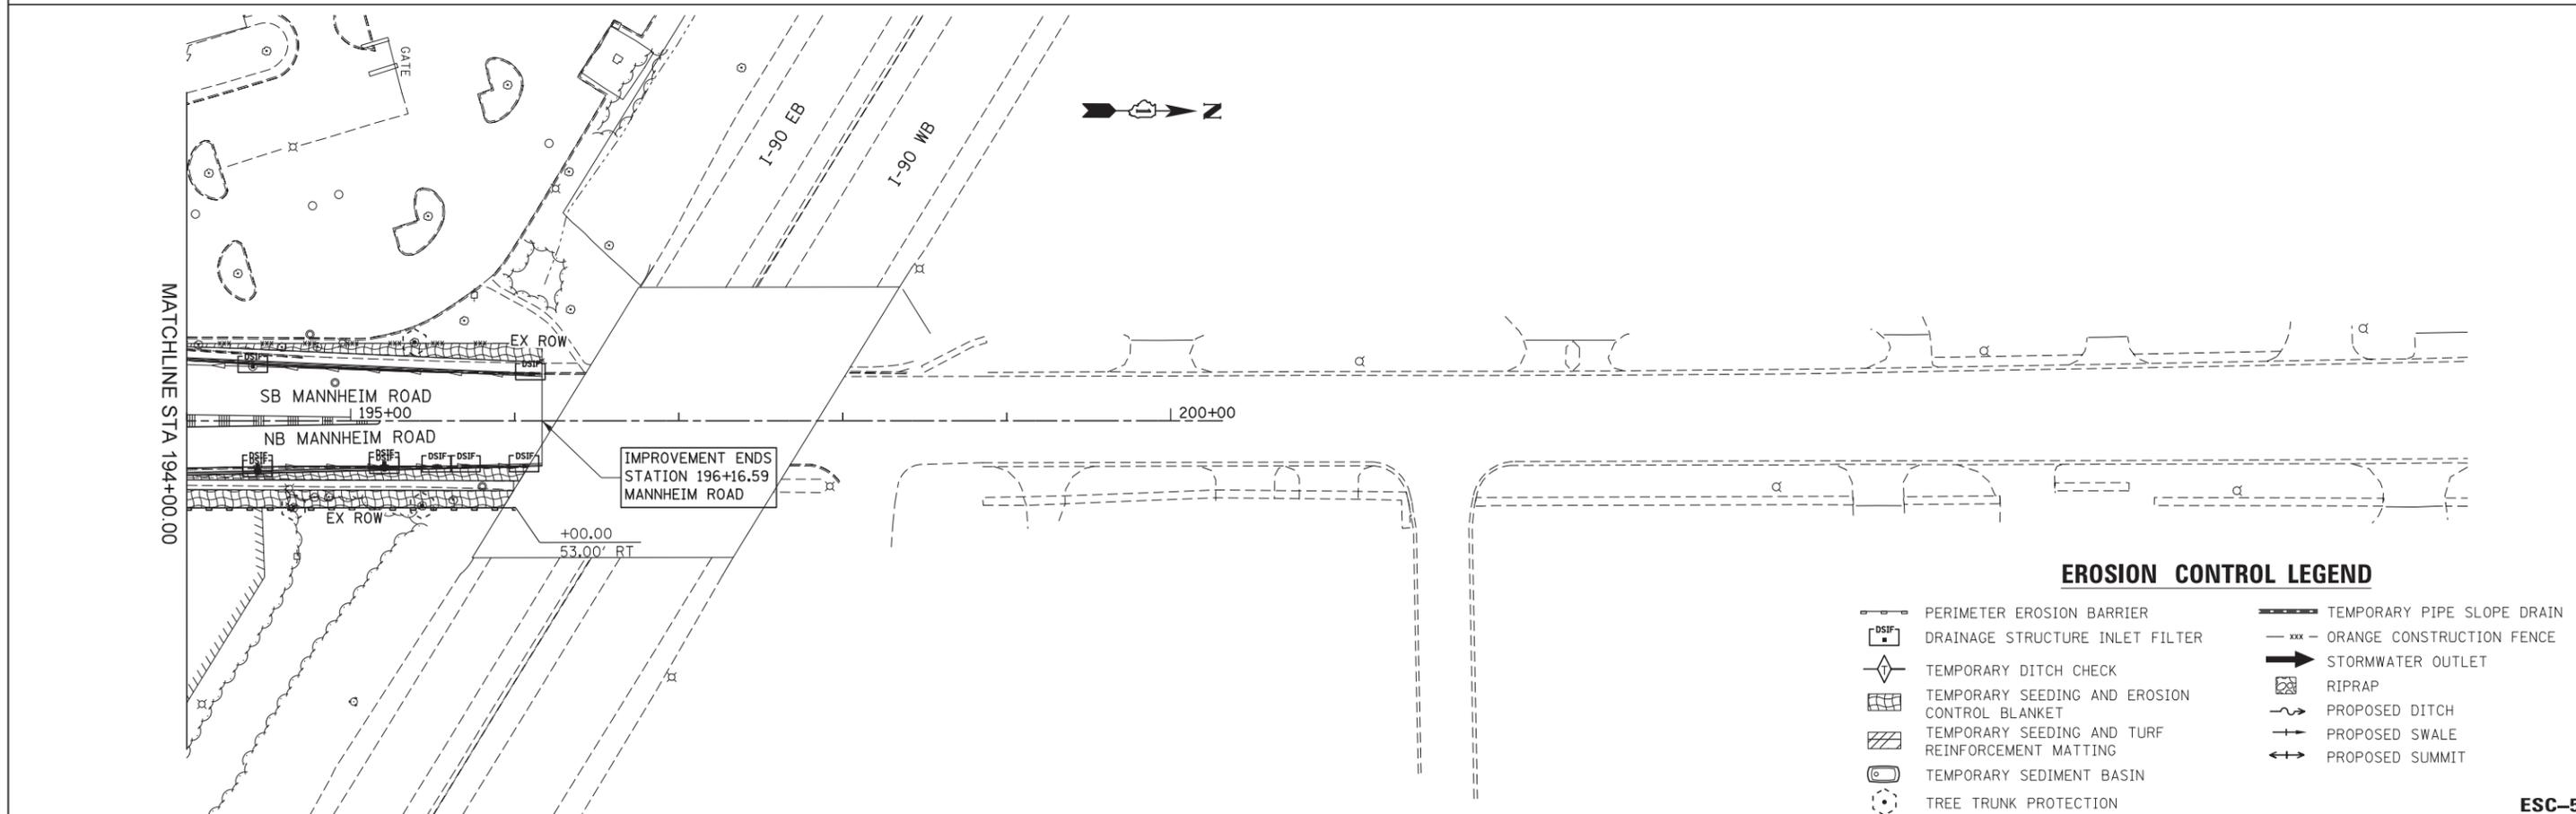 GATE
I-90 EB
I-90 WB
N
MATCHLINE STA 194+00.00
EX ROW
DSIF
DSIF
SB MANNHEIM ROAD
195+00
200+00
NB MANNHEIM ROAD
DSIF
DSIF
DSIF
DSIF
DSIF
DSIF
DSIF
IMPROVEMENT ENDS
STATION 196+16.59
MANNHEIM ROAD
EX ROW
+00.00
53.00' RT
EROSION CONTROL LEGEND
PERIMETER EROSION BARRIER
DSIF
DRAINAGE STRUCTURE INLET FILTER
T
TEMPORARY DITCH CHECK
TEMPORARY SEEDING AND EROSION
CONTROL BLANKET
TEMPORARY SEEDING AND TURF
REINFORCEMENT MATTING
TEMPORARY SEDIMENT BASIN
TREE TRUNK PROTECTION
TEMPORARY PIPE SLOPE DRAIN
xxx
ORANGE CONSTRUCTION FENCE
STORMWATER OUTLET
RIPRAP
PROPOSED DITCH
PROPOSED SWALE
PROPOSED SUMMIT
ESC-5